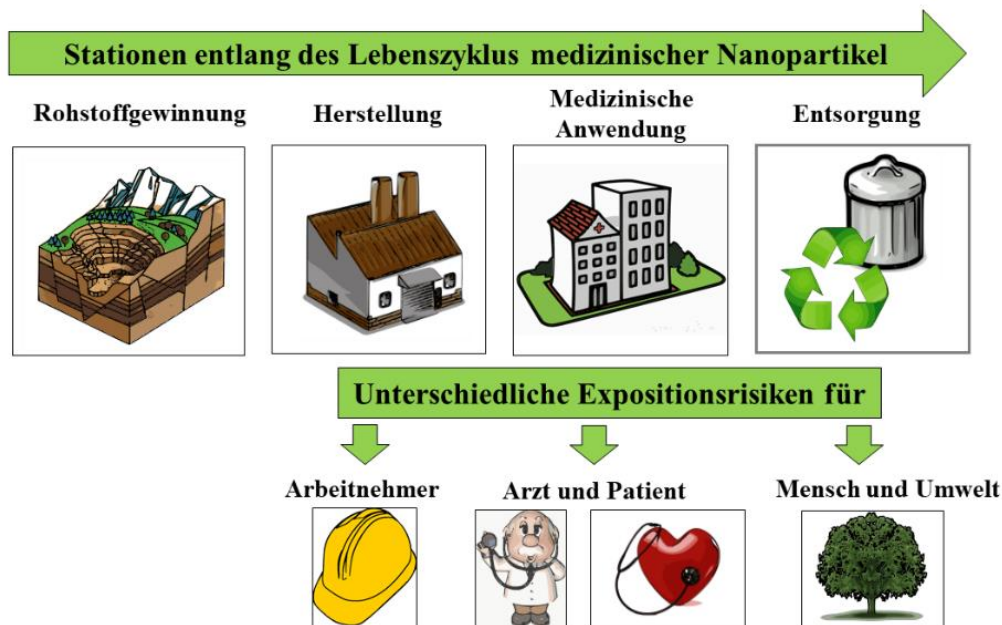 Stationen entlang des Lebenszyklus medizinischer Nanopartikel
Rohstoffgewinnung
Herstellung
Medizinische
Anwendung
Entsorgung
Unterschiedliche Expositionsrisiken für
Arbeitnehmer
Arzt und Patient
Mensch und Umwelt